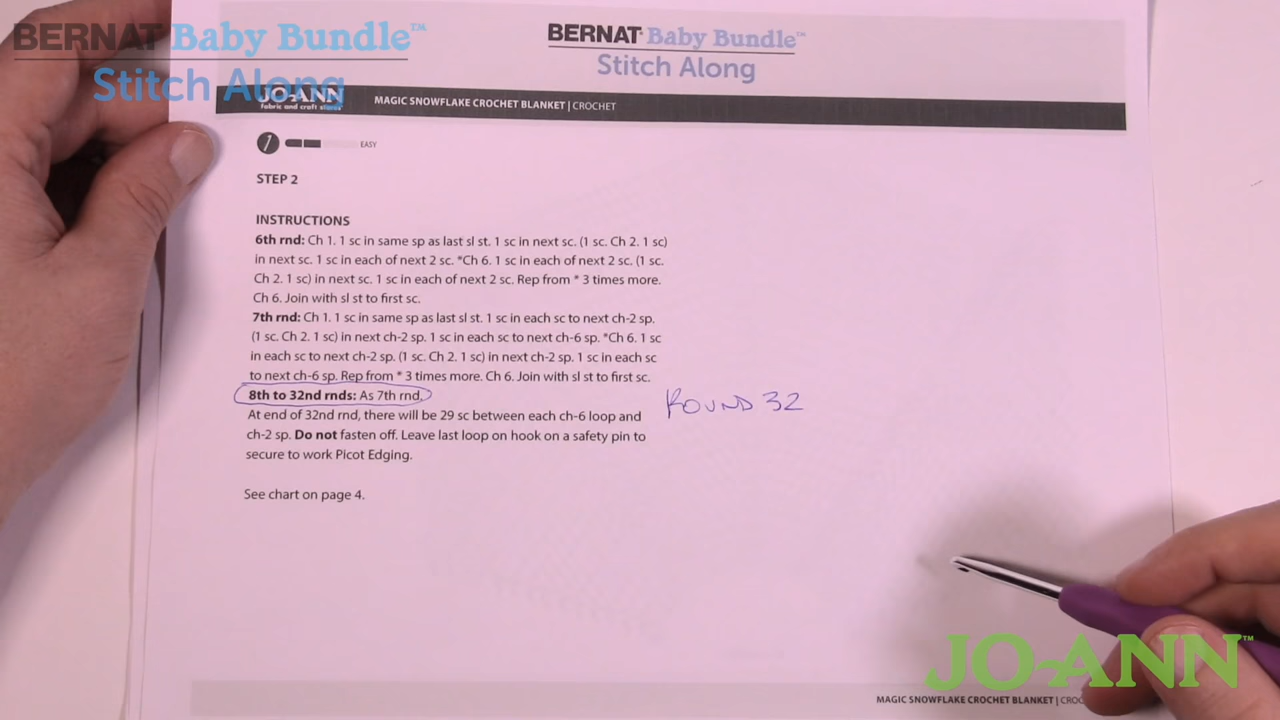 BERNAT Baby Bundle™
Stitch Along
BERNAT Baby Bundle™
Stitch Along
JO-ANN
fabric and craft stores
MAGIC SNOWFLAKE CROCHET BLANKET | CROCHET
1
EASY
STEP 2
INSTRUCTIONS
6th rnd: Ch 1. 1 sc in same sp as last sl st. 1 sc in next sc. (1 sc. Ch 2. 1 sc)
in next sc. 1 sc in each of next 2 sc. *Ch 6. 1 sc in each of next 2 sc. (1 sc.
Ch 2. 1 sc) in next sc. 1 sc in each of next 2 sc. Rep from * 3 times more.
Ch 6. Join with sl st to first sc.
7th rnd: Ch 1. 1 sc in same sp as last sl st. 1 sc in each sc to next ch-2 sp.
(1 sc. Ch 2. 1 sc) in next ch-2 sp. 1 sc in each sc to next ch-6 sp. *Ch 6. 1 sc
in each sc to next ch-2 sp. (1 sc. Ch 2. 1 sc) in next ch-2 sp. 1 sc in each sc
to next ch-6 sp. Rep from * 3 times more. Ch 6. Join with sl st to first sc.
8th to 32nd rnds: As 7th rnd.
ROUND 32
At end of 32nd rnd, there will be 29 sc between each ch-6 loop and
ch-2 sp. Do not fasten off. Leave last loop on hook on a safety pin to
secure to work Picot Edging.
See chart on page 4.
JO-ANN™
MAGIC SNOWFLAKE CROCHET BLANKET | CROC